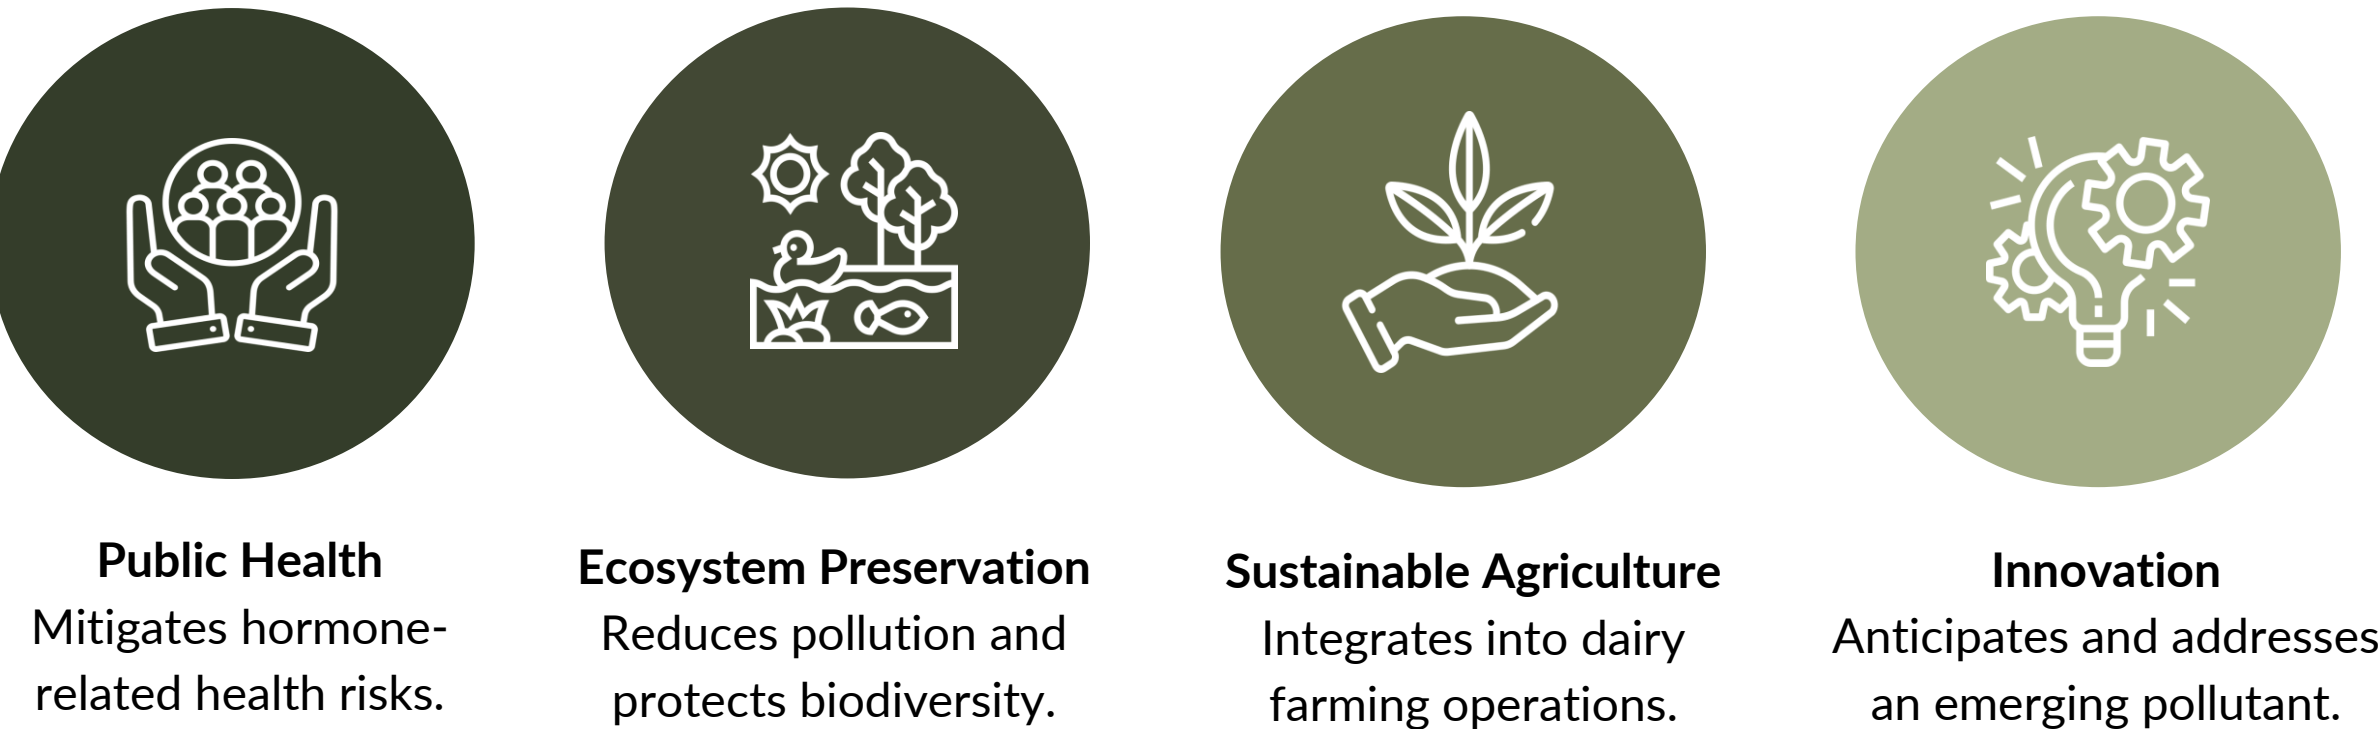 Public Health
Mitigates hormone-
related health risks.
Ecosystem Preservation
Reduces pollution and
protects biodiversity.
Sustainable Agriculture
Integrates into dairy
farming operations.
Innovation
Anticipates and addresses
an emerging pollutant.